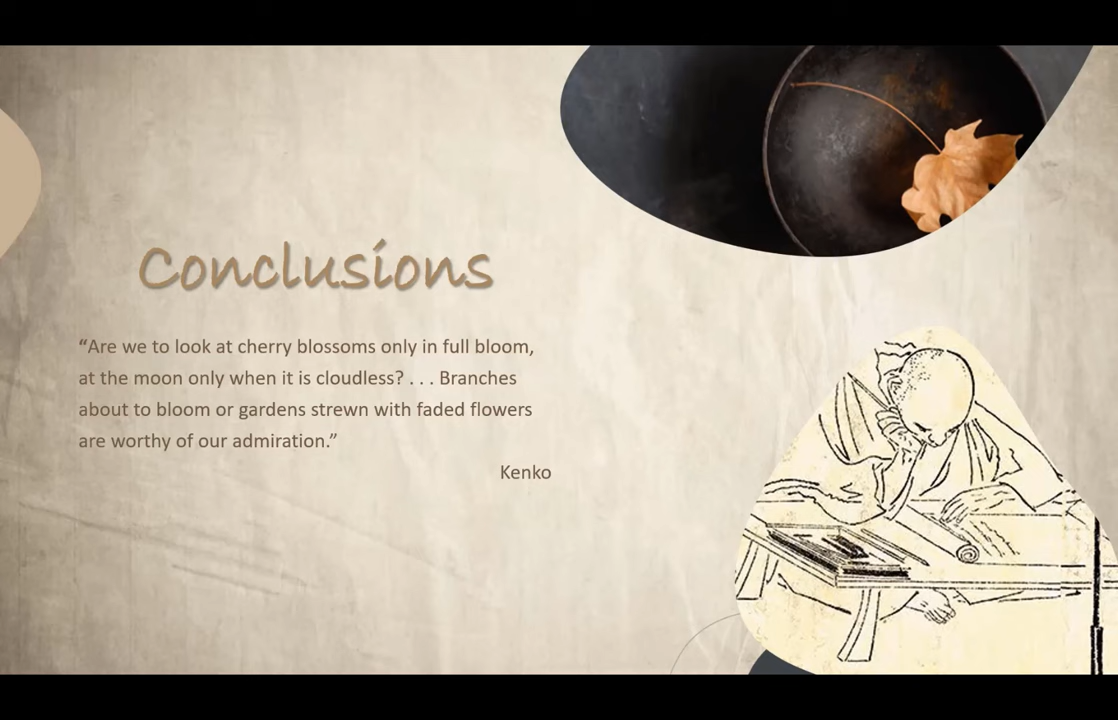 Conclusions
“Are we to look at cherry blossoms only in full bloom,
at the moon only when it is cloudless? . . . Branches
about to bloom or gardens strewn with faded flowers
are worthy of our admiration.”
Kenko